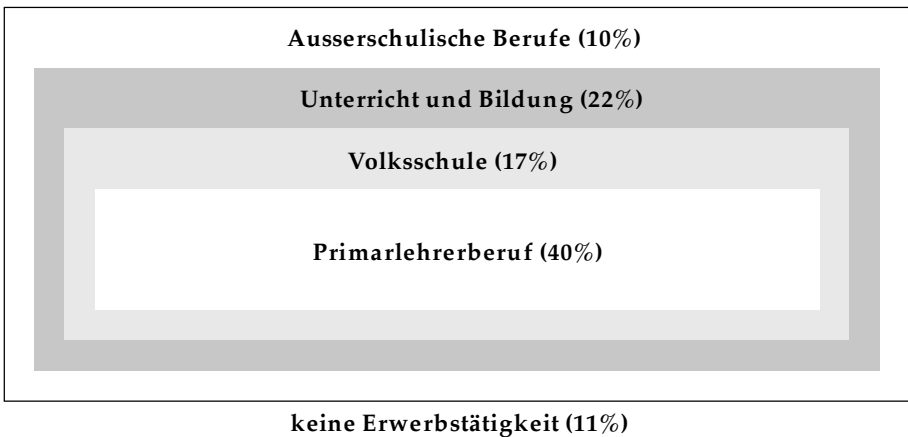 Ausserschulische Berufe (10%)
Unterricht und Bildung (22%)
Volksschule (17%)
Primarlehrerberuf (40%)
keine Erwerbstätigkeit (11%)